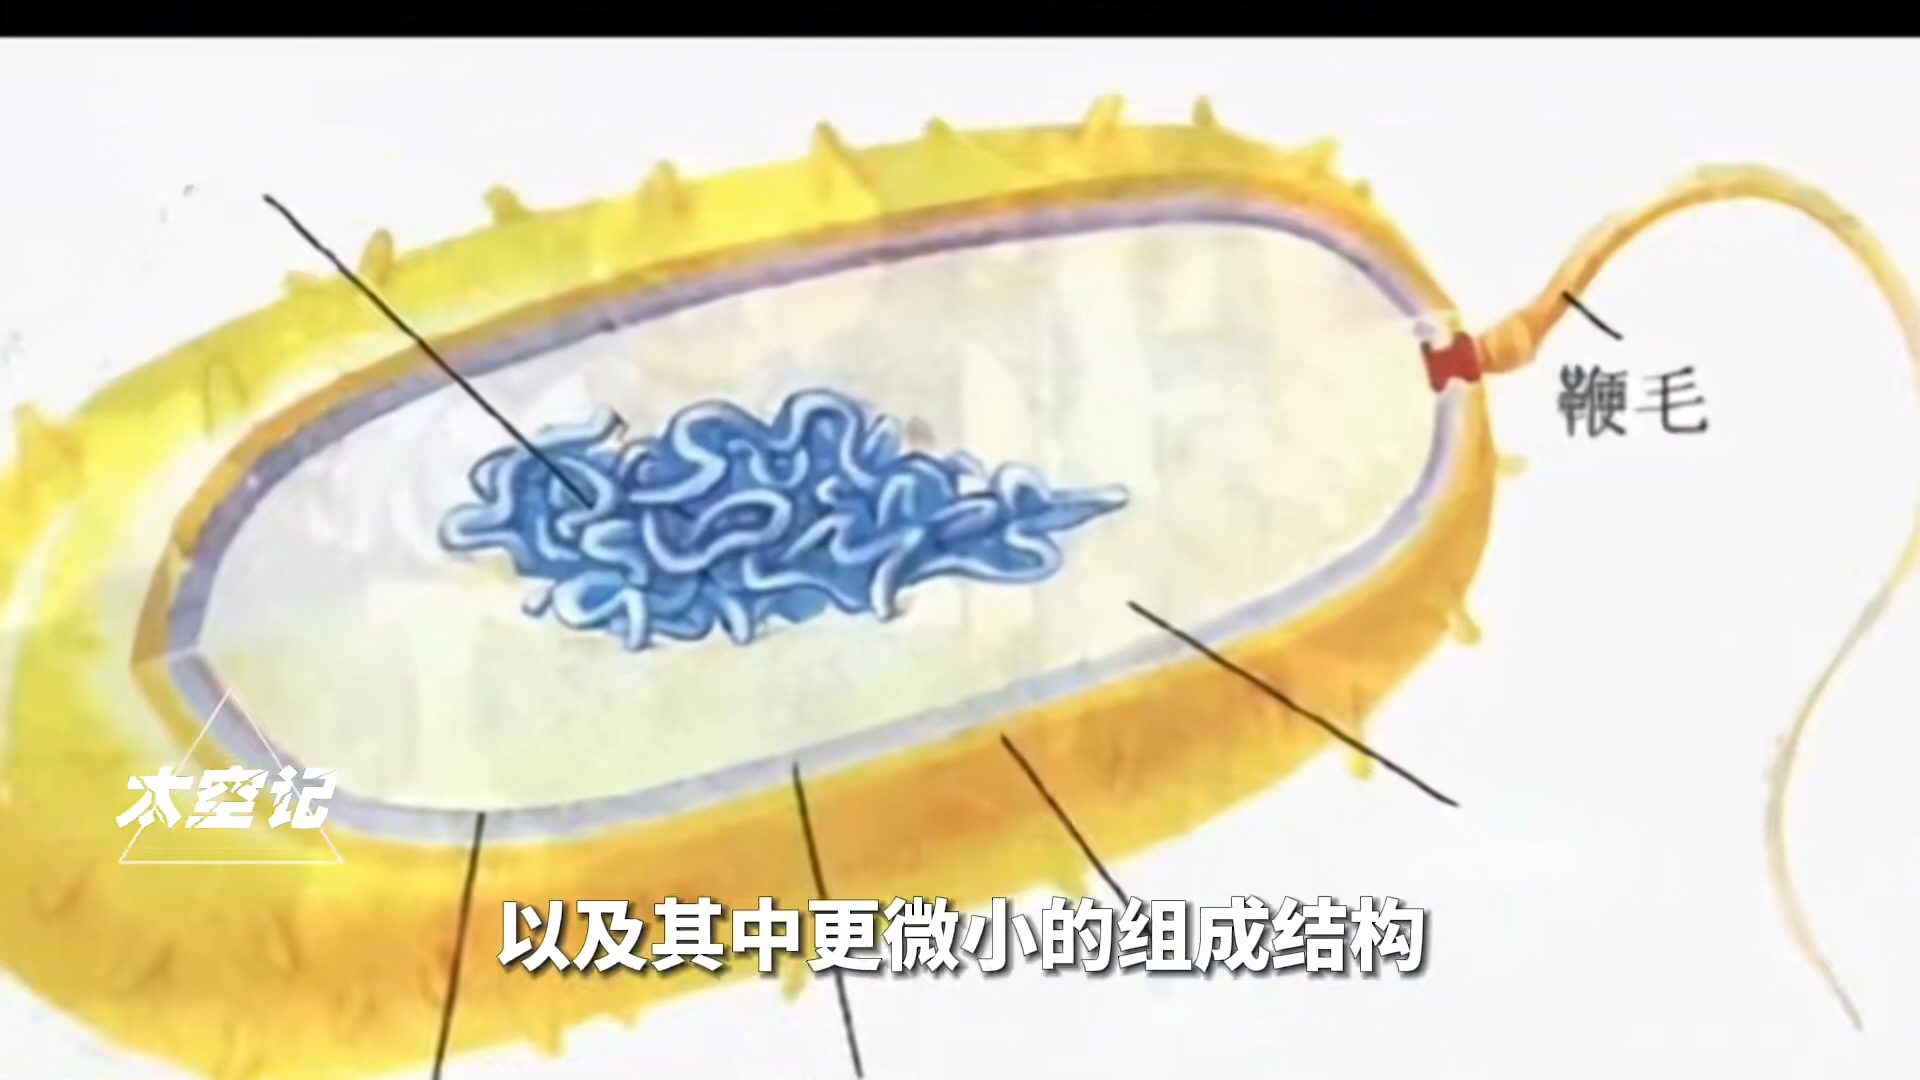 鞭毛
太空记
以及其中更微小的组成结构